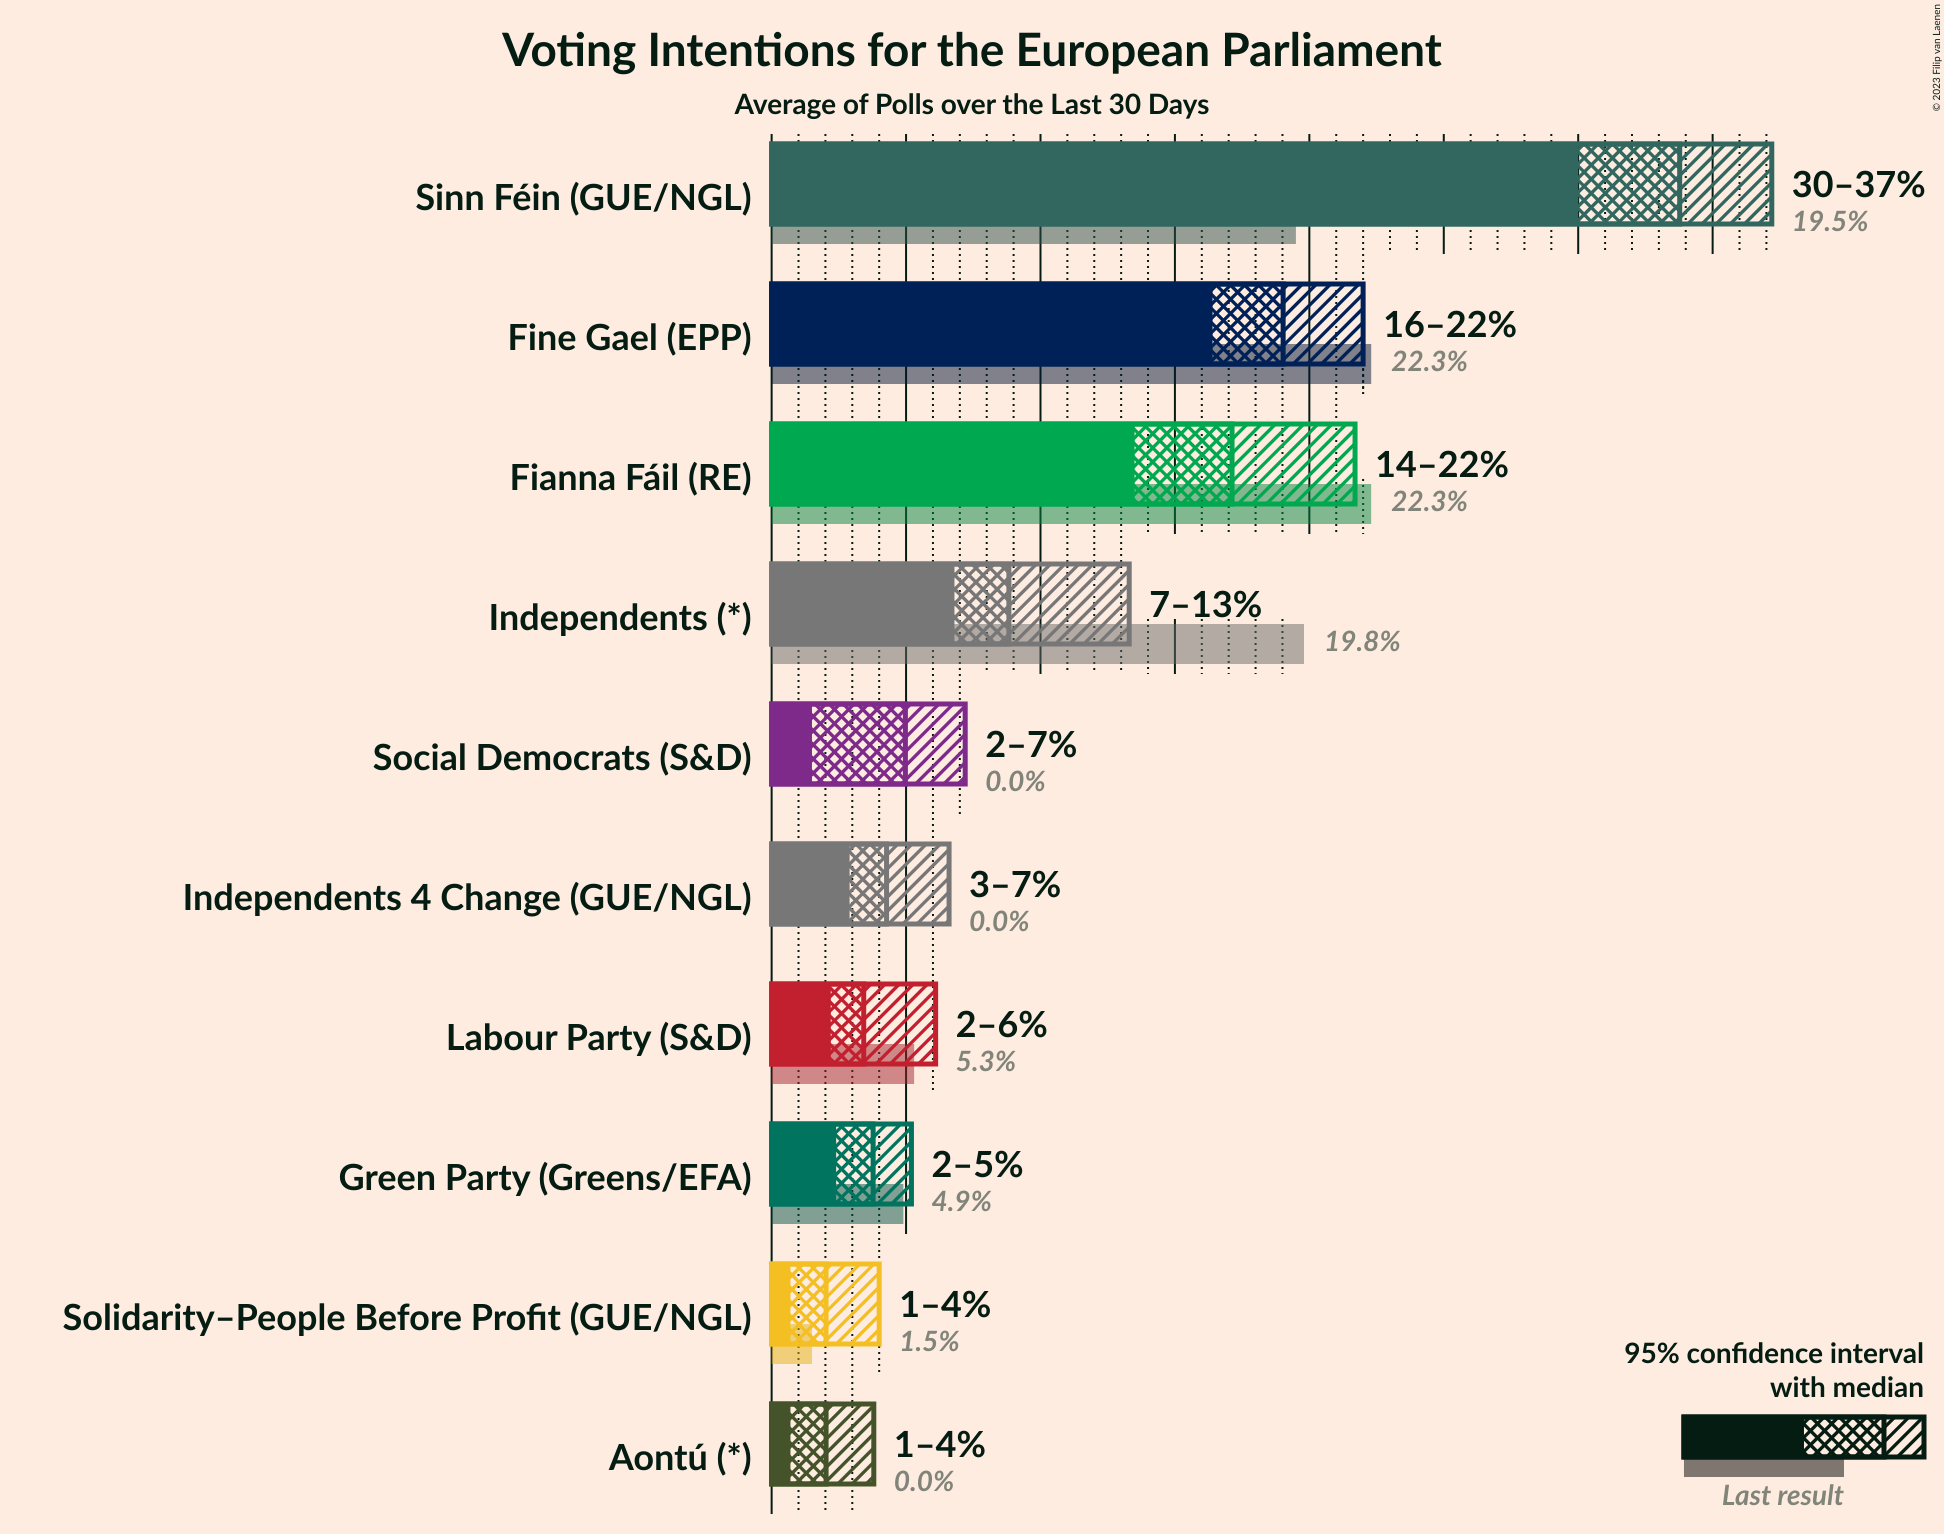 Voting Intentions for the European Parliament
Average of Polls over the Last 30 Days
© 2023 Filip van Laenen
Sinn Féin (GUE/NGL)
30–37%
19.5%
Fine Gael (EPP)
16–22%
22.3%
Fianna Fáil (RE)
14–22%
22.3%
Independents (*)
7–13%
19.8%
Social Democrats (S&D)
2–7%
0.0%
Independents 4 Change (GUE/NGL)
3–7%
0.0%
Labour Party (S&D)
2–6%
5.3%
Green Party (Greens/EFA)
2–5%
4.9%
Solidarity–People Before Profit (GUE/NGL)
1–4%
1.5%
Aontú (*)
1–4%
0.0%
95% confidence interval
with median
Last result